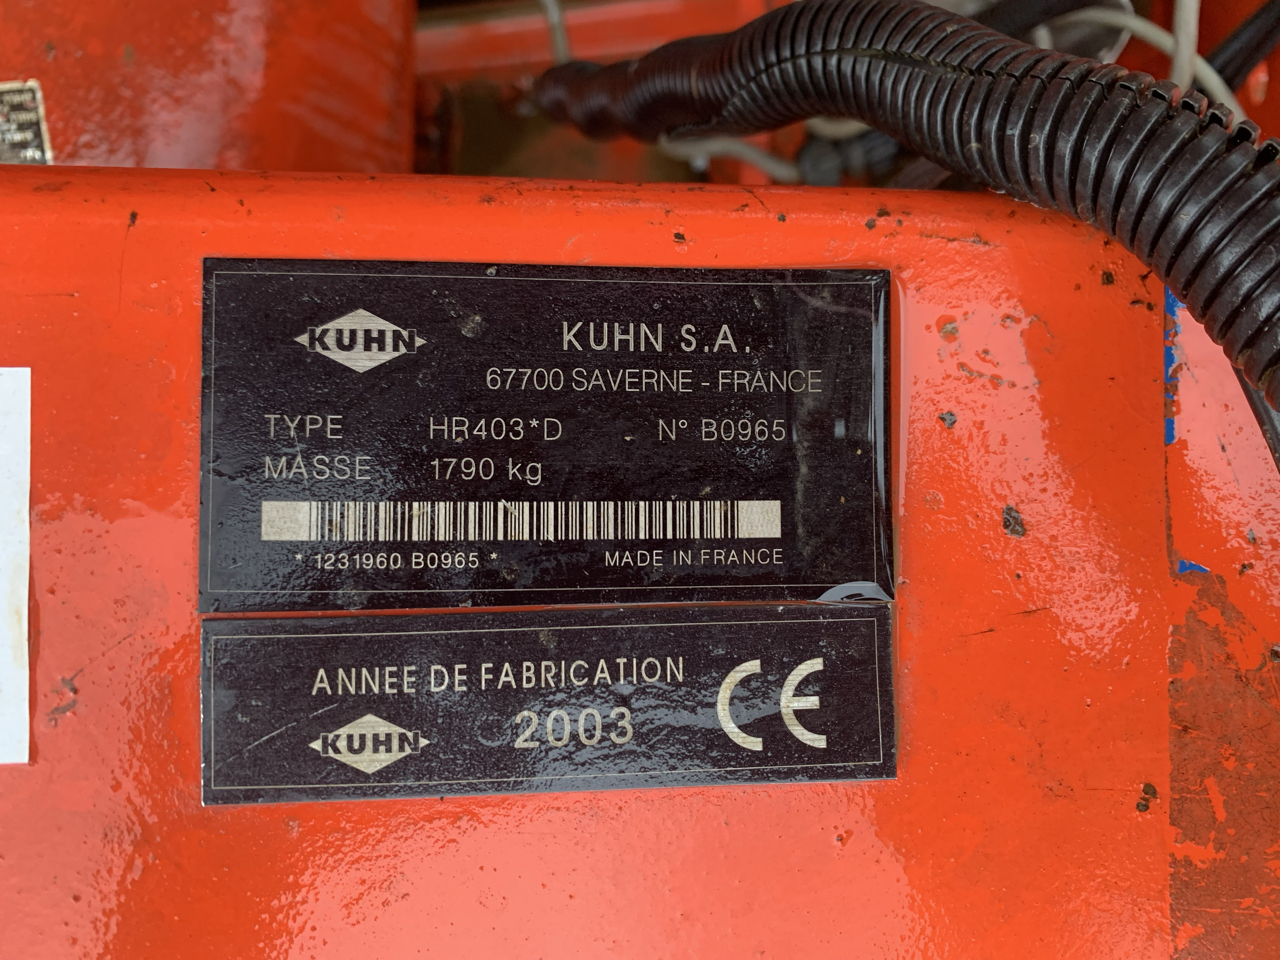 KUHN
KUHN S.A.
67700 SAVERNE - FRANCE
TYPE HR403*D N° B0965
MASSE 1790 kg
* 1231960 B0965 *
MADE IN FRANCE
ANNEE DE FABRICATION
2003
KUHN
CE